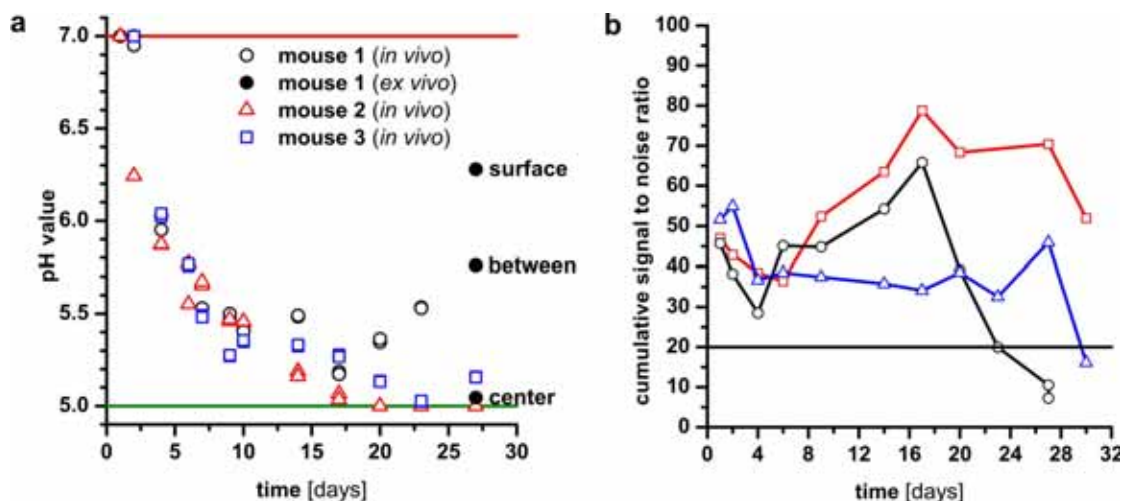 a
7.0
6.5
6.0
5.5
5.0
pH value
mouse 1 (in vivo)
mouse 1 (ex vivo)
mouse 2 (in vivo)
mouse 3 (in vivo)
surface
between
center
0 5 10 15 20 25 30
time [days]
b
100
90
80
70
60
50
40
30
20
10
0
cumulative signal to noise ratio
0 4 8 12 16 20 24 28 32
time [days]